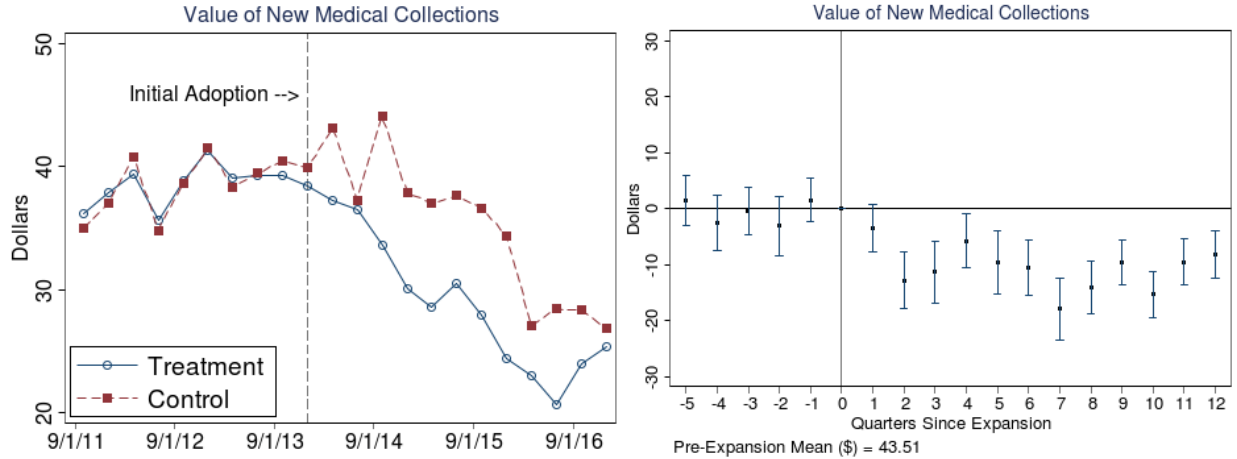 Value of New Medical Collections
50
40
30
20
Dollars
Initial Adoption -->
Treatment
Control
9/1/11 9/1/12 9/1/13 9/1/14 9/1/15 9/1/16
Value of New Medical Collections
30
20
10
0
-10
-20
-30
Dollars
-5 -4 -3 -2 -1 0 1 2 3 4 5 6 7 8 9 10 11 12
Quarters Since Expansion
Pre-Expansion Mean ($) = 43.51